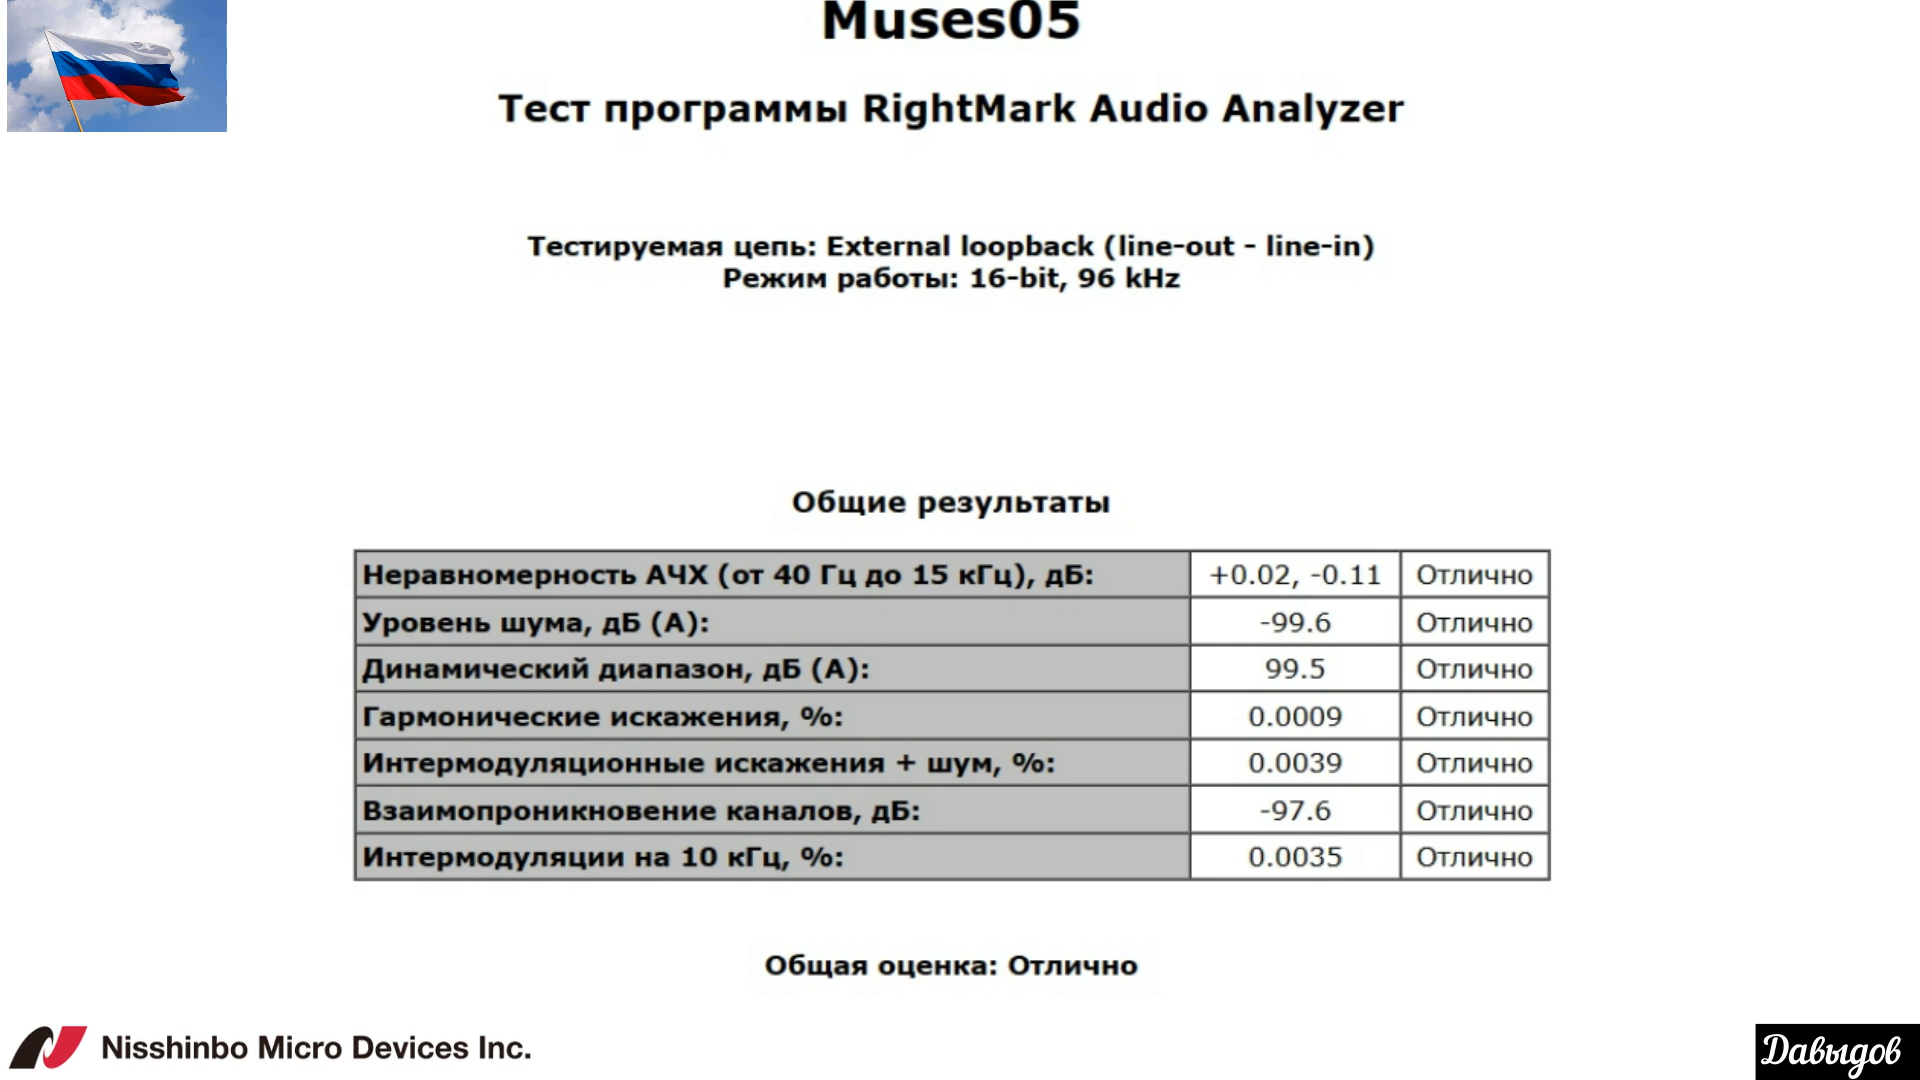 Muses05
Тест программы RightMark Audio Analyzer
Тестируемая цепь: External loopback (line-out - line-in)
Режим работы: 16-bit, 96 kHz
Общие результаты
Неравномерность АЧХ (от 40 Гц до 15 кГц), дБ: +0.02, -0.11 Отлично
Уровень шума, дБ (А): -99.6 Отлично
Динамический диапазон, дБ (А): 99.5 Отлично
Гармонические искажения, %: 0.0009 Отлично
Интермодуляционные искажения + шум, %: 0.0039 Отлично
Взаимопроникновение каналов, дБ: -97.6 Отлично
Интермодуляции на 10 кГц, %: 0.0035 Отлично
Общая оценка: Отлично
Nisshinbo Micro Devices Inc.
Давыдов